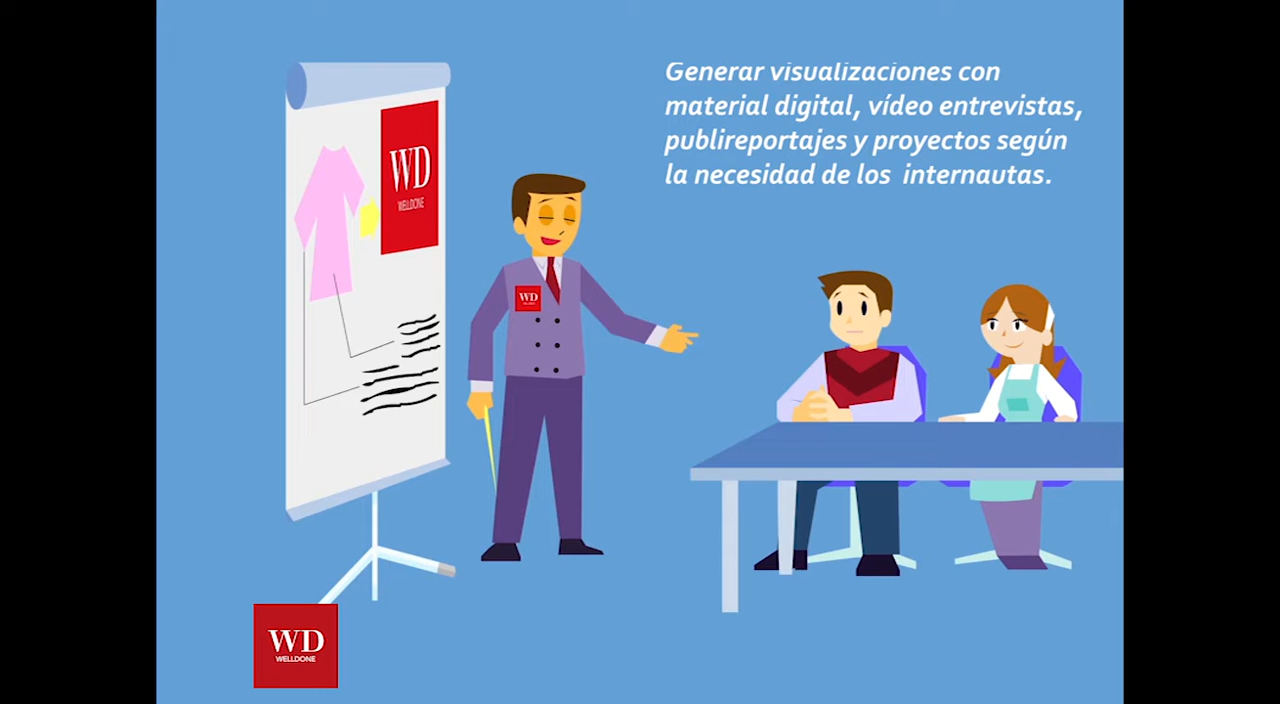 Generar visualizaciones con
material digital, vídeo entrevistas,
publireportajes y proyectos según
la necesidad de los  internautas.
WD
WELLDONE
WD
WD
WELLDONE